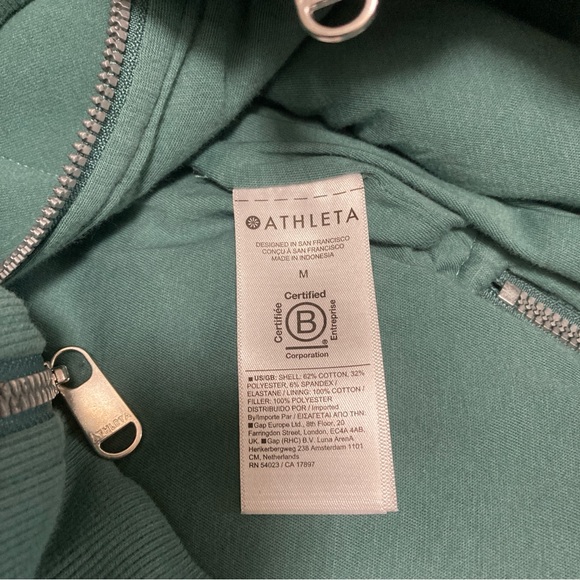 ATHLETA
DESIGNED IN SAN FRANCISCO
CONÇU À SAN FRANCISCO
MADE IN INDONESIA
M
Certified
Certifiée
B
Entreprise
Corporation
US/GB: SHELL: 62% COTTON, 32%
POLYESTER, 6% SPANDEX /
ELASTANE / LINING: 100% COTTON /
FILLER: 100% POLYESTER
DISTRIBUIDO POR / Imported
By/Importe Par / ΕΙΣΑΓΕΤΑΙ ΑΠΟ ΤΗΝ:
Gap Europe Ltd., 8th Floor, 20
Farringdon Street, London, EC4A 4AB,
UK, Gap (RHC) B.V. Luna ArenA
Herikerbergweg 238 Amsterdam 1101
CM, Netherlands
RN 54023 / CA 17897
ATHLETA